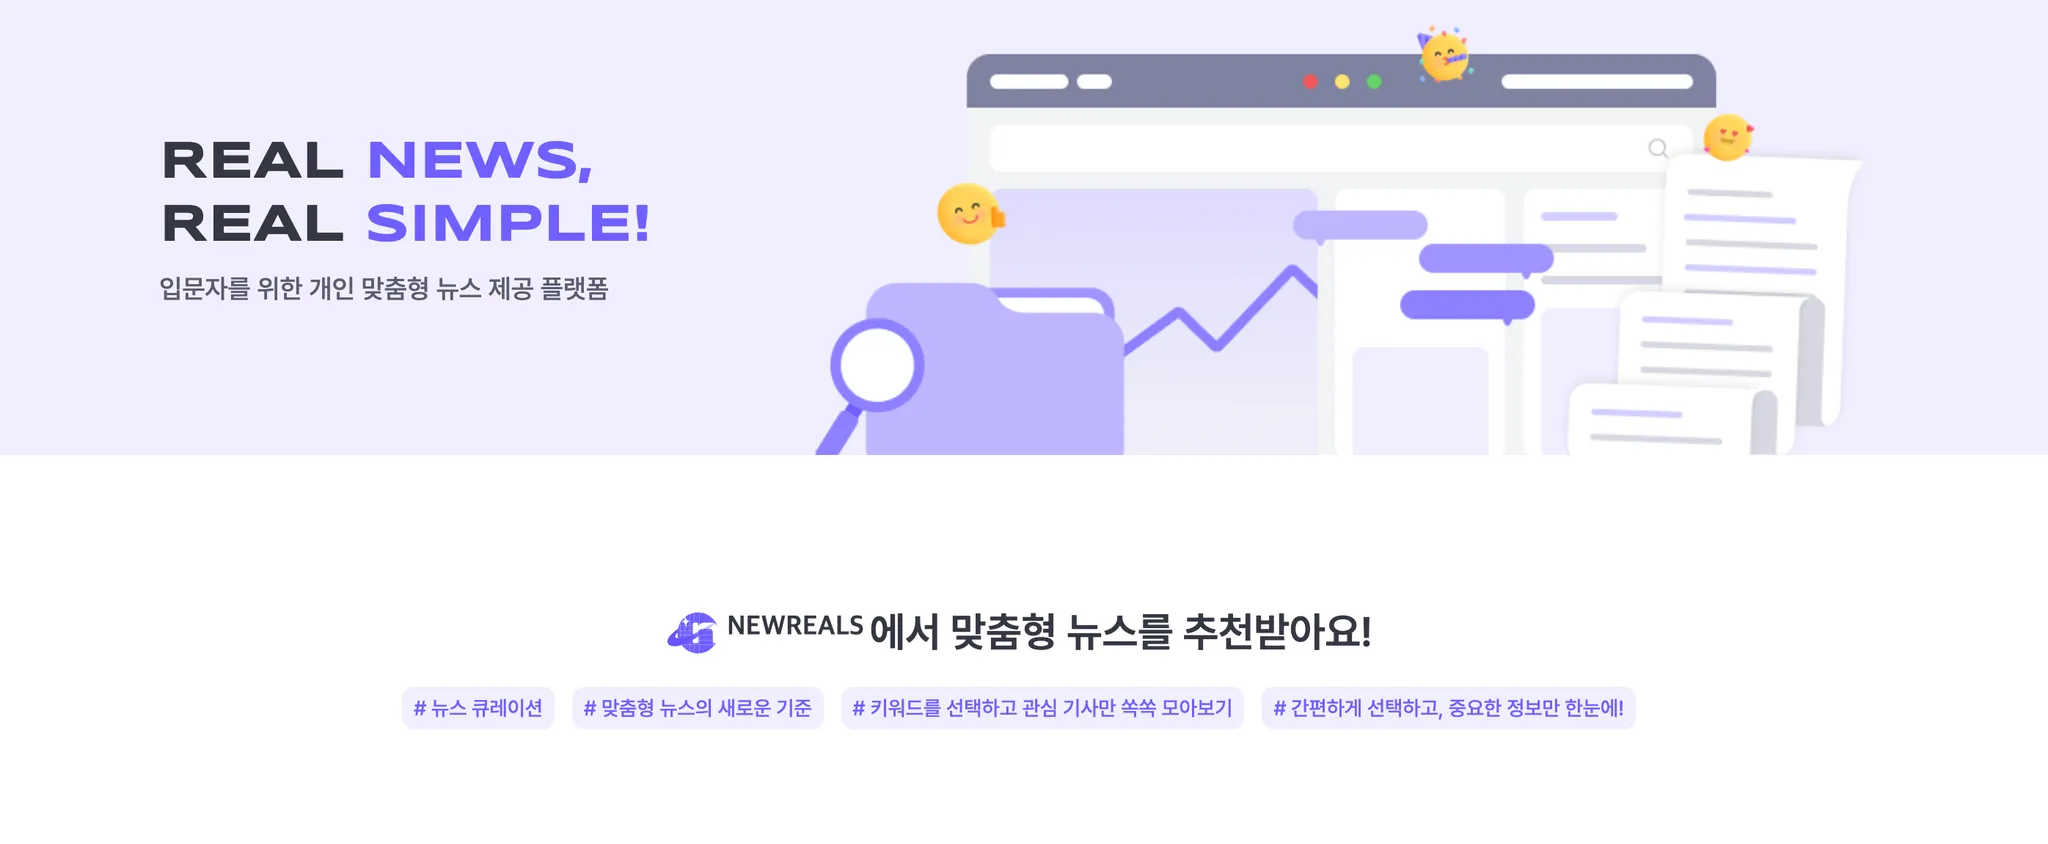 REAL NEWS,
REAL SIMPLE!
입문자를 위한 개인 맞춤형 뉴스 제공 플랫폼
NEWREALS 에서 맞춤형 뉴스를 추천받아요!
# 뉴스 큐레이션
# 맞춤형 뉴스의 새로운 기준
# 키워드를 선택하고 관심 기사만 쏙쏙 모아보기
# 간편하게 선택하고, 중요한 정보만 한눈에!